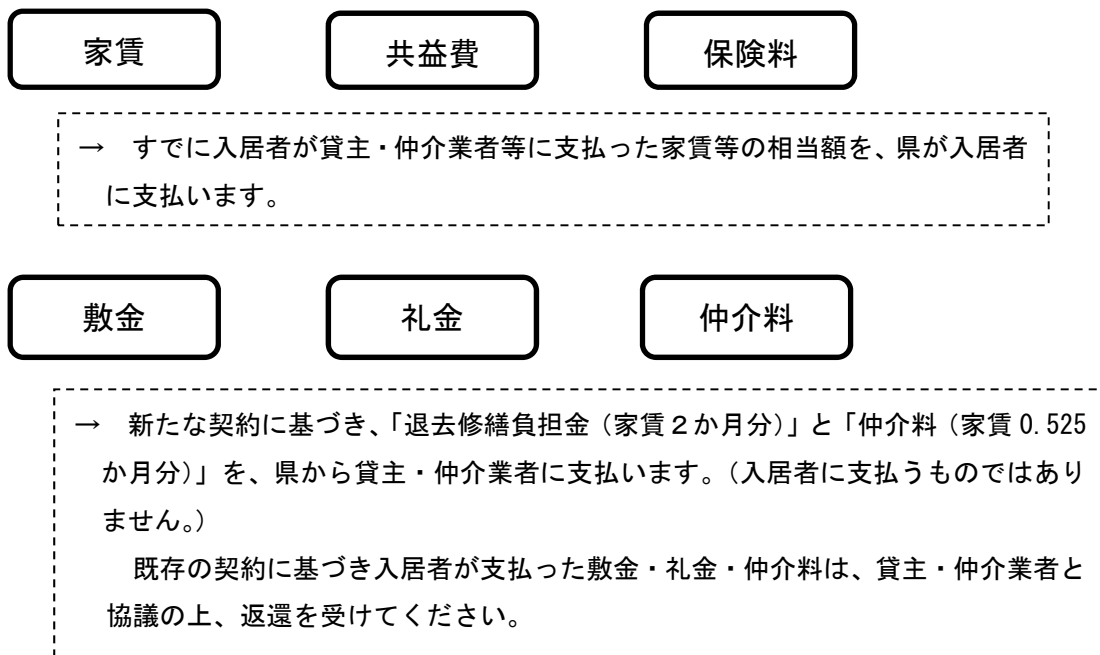 家賃　共益費　保険料
→　すでに入居者が貸主・仲介業者等に支払った家賃等の相当額を、県が入居者
に支払います。
敷金　礼金　仲介料
→　新たな契約に基づき、「退去修繕負担金（家賃２か月分）」と「仲介料（家賃 0.525
か月分）」を、県から貸主・仲介業者に支払います。（入居者に支払うものではあり
ません。）
既存の契約に基づき入居者が支払った敷金・礼金・仲介料は、貸主・仲介業者と
協議の上、返還を受けてください。